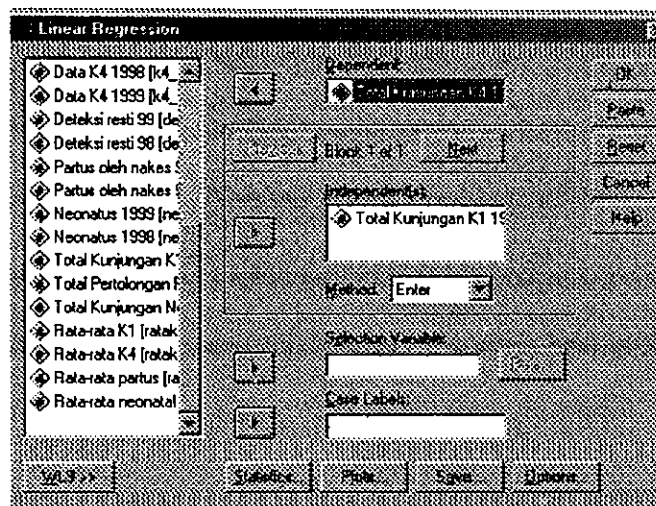 Linear Regression
Data K4 1998 [k4_
Data K4 1999 [k4_
Deteksi resti 99 [de
Deteksi resti 98 [de
Partus oleh nakes
Partus oleh nakes
Neonatus 1999 [ne
Neonatus 1998 [ne
Total Kunjungan K
Total Pertolongan
Total Kunjungan N
Rata-rata K1 [ratak
Rata-rata K4 [ratak
Rata-rata partus [ra
Rata-rata neonatal
WLS >>
Dependent:
Total Kunjungan K4 1
Block 1 of 1
Next
Independent(s):
Total Kunjungan K1 19
Method:
Enter
Selection Variable:
Case Labels:
Statistics...
Plots...
Save...
Options...
OK
Paste
Reset
Cancel
Help